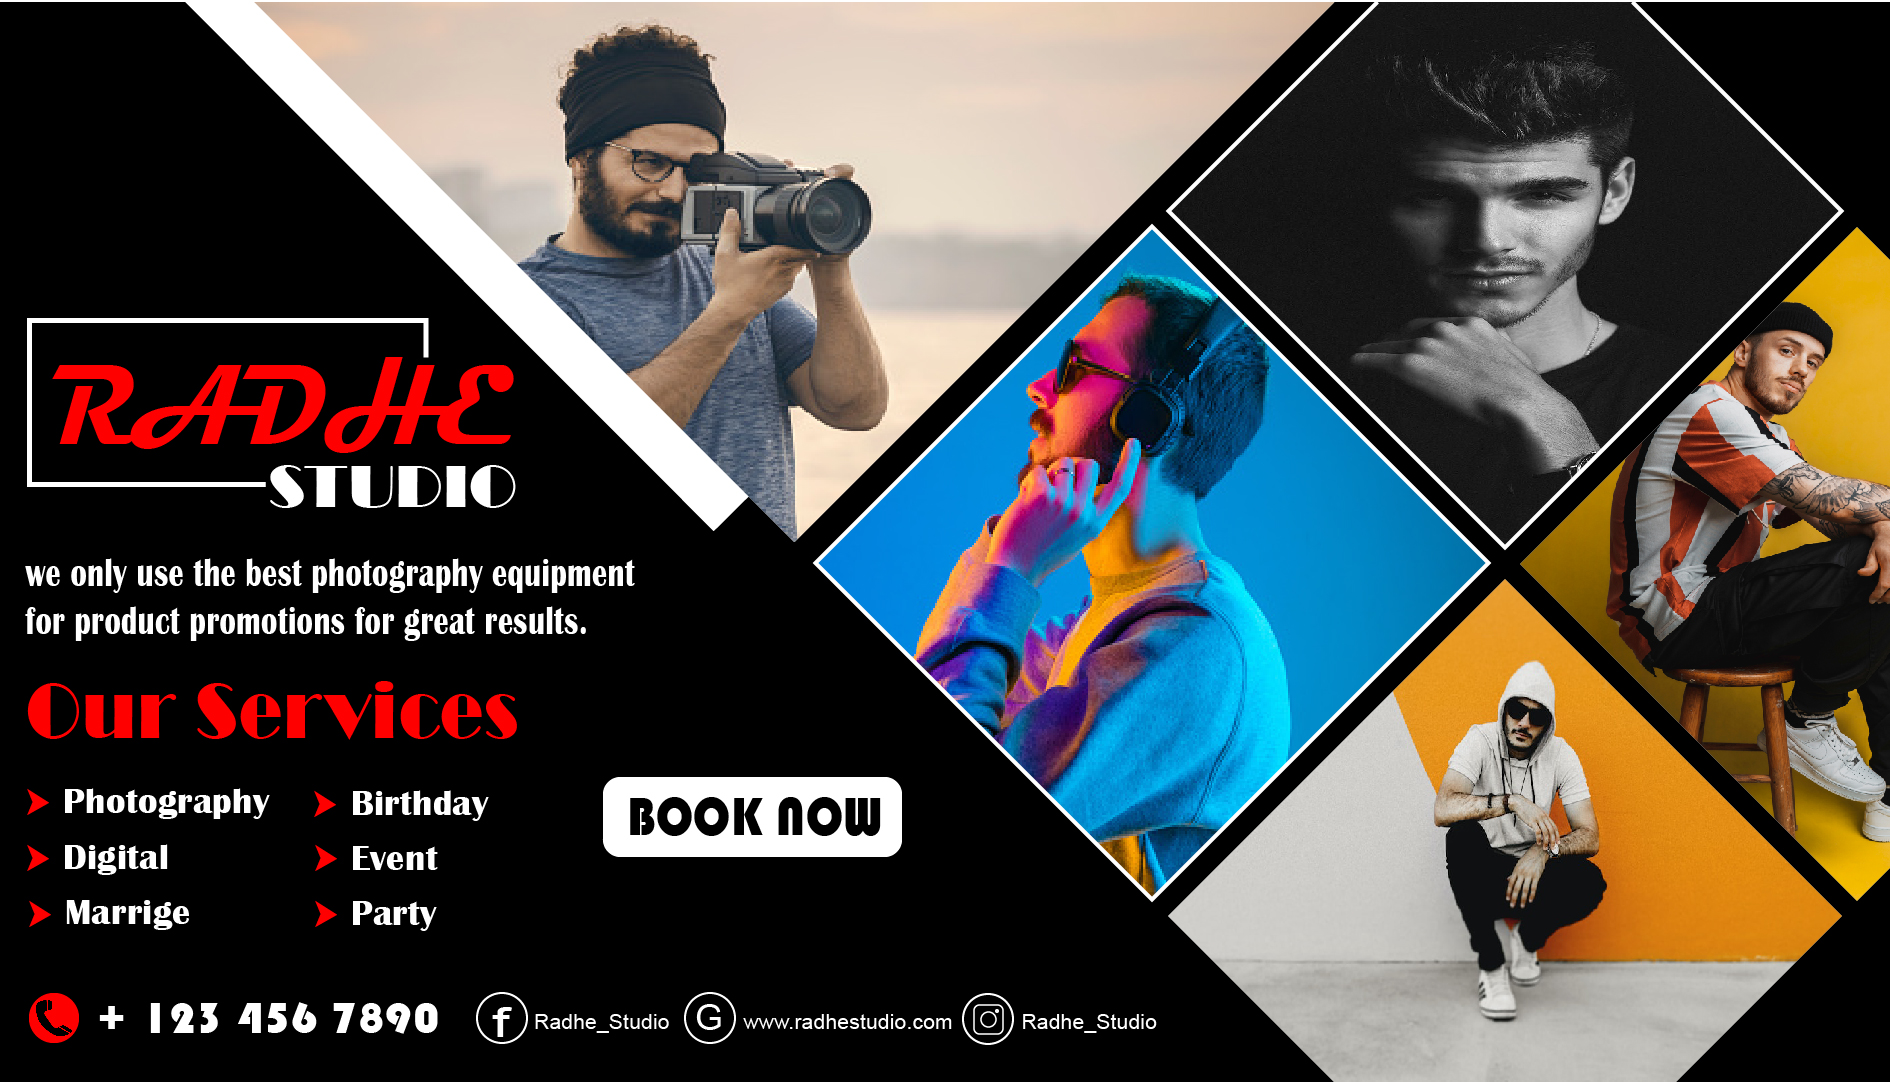 RADHE
STUDIO
we only use the best photography equipment
for product promotions for great results.
Our Services
Photography
Birthday
Digital
Event
Marrige
Party
BOOK NOW
+ 123 456 7890
f Radhe_Studio
G www.radhestudio.com
Radhe_Studio